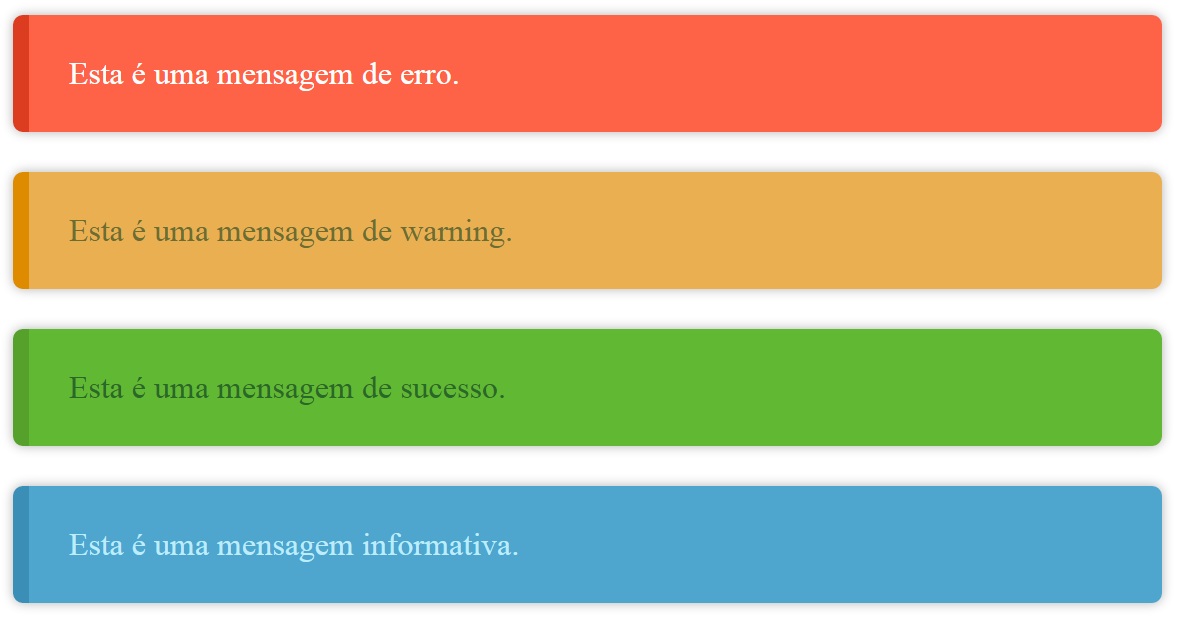 Esta é uma mensagem de erro.
Esta é uma mensagem de warning.
Esta é uma mensagem de sucesso.
Esta é uma mensagem informativa.